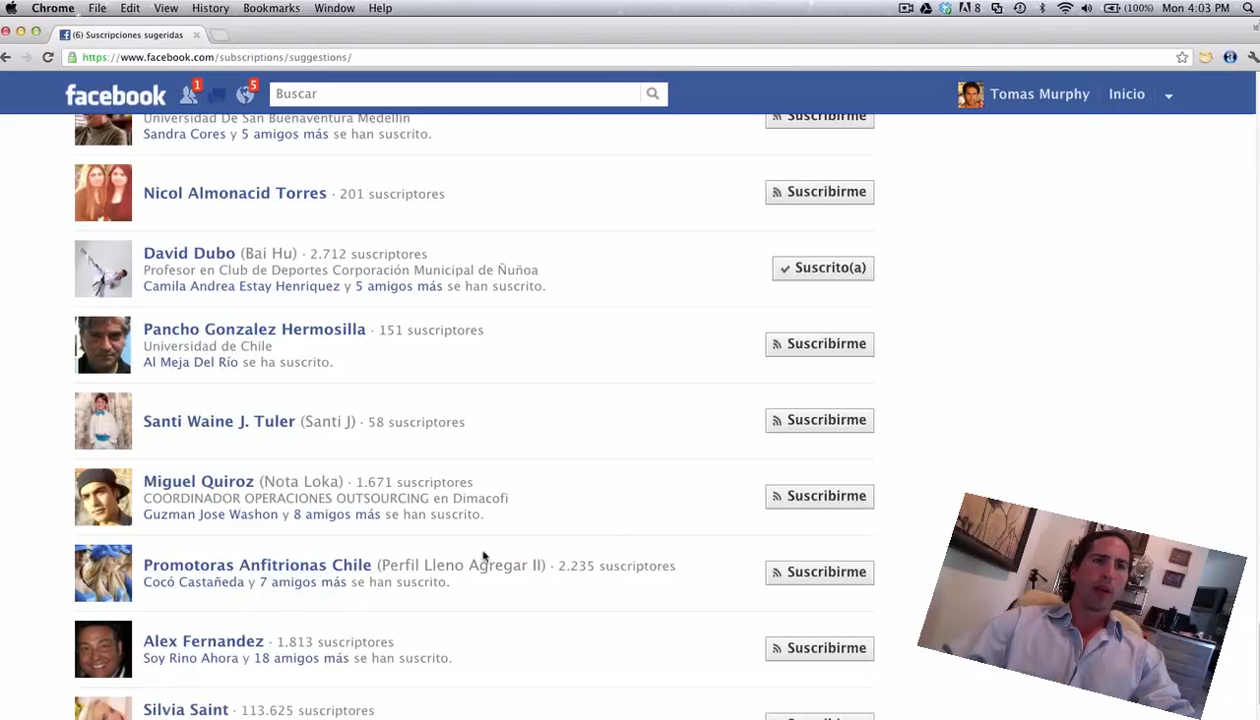 Chrome File Edit View History Bookmarks Window Help 8 (100%) Mon 4:03 PM
(6) Suscripciones sugeridas
https://www.facebook.com/subscriptions/suggestions/
facebook 1 5 Buscar Tomas Murphy Inicio
Universidad De San Buenaventura Medellín
Suscribirme
Sandra Cores y 5 amigos más se han suscrito.
Nicol Almonacid Torres · 201 suscriptores
Suscribirme
David Dubo (Bai Hu) · 2.712 suscriptores
Profesor en Club de Deportes Corporación Municipal de Ñuñoa
Suscrito(a)
Camila Andrea Estay Henriquez y 5 amigos más se han suscrito.
Pancho Gonzalez Hermosilla · 151 suscriptores
Universidad de Chile
Suscribirme
Al Meja Del Río se ha suscrito.
Santi Waine J. Tuler (Santi J) · 58 suscriptores
Suscribirme
Miguel Quiroz (Nota Loka) · 1.671 suscriptores
COORDINADOR OPERACIONES OUTSOURCING en Dimacofi
Suscribirme
Guzman Jose Washon y 8 amigos más se han suscrito.
Promotoras Anfitrionas Chile (Perfil Lleno Agregar II) · 2.235 suscriptores
Suscribirme
Cocó Castañeda y 7 amigos más se han suscrito.
Alex Fernandez · 1.813 suscriptores
Suscribirme
Soy Rino Ahora y 18 amigos más se han suscrito.
Silvia Saint · 113.625 suscriptores